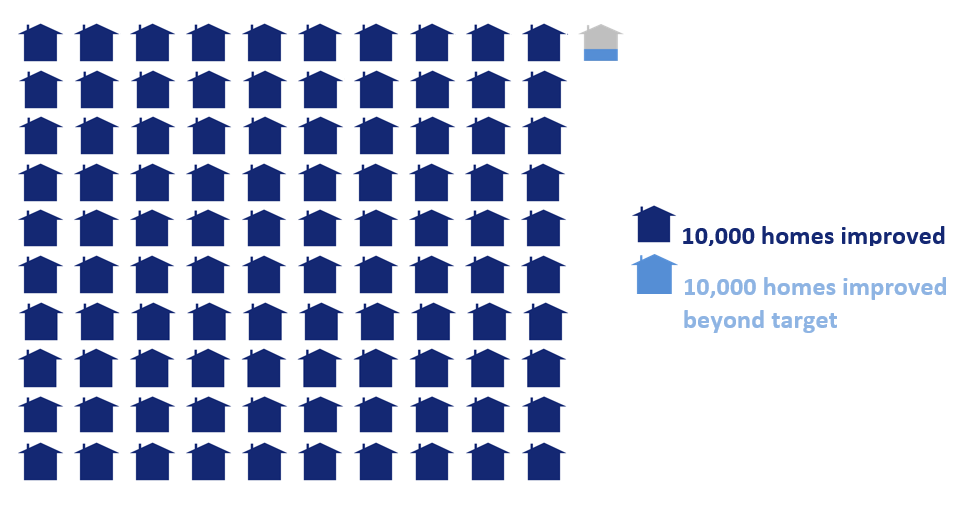 10,000 homes improved
10,000 homes improved
beyond target